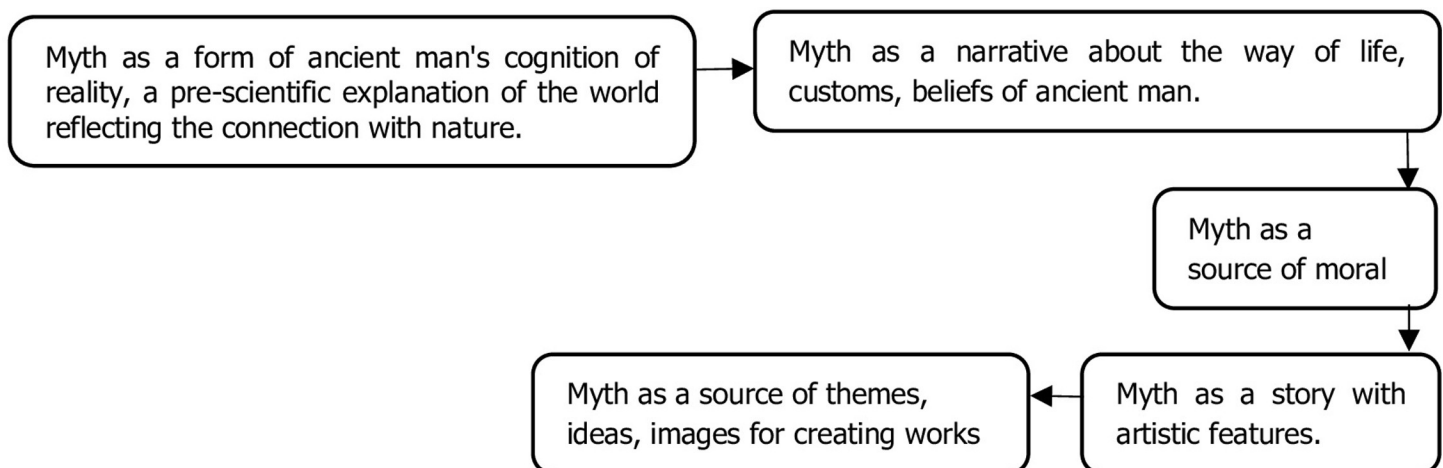 Myth as a form of ancient man's cognition of
reality, a pre-scientific explanation of the world
reflecting the connection with nature.
Myth as a narrative about the way of life,
customs, beliefs of ancient man.
Myth as a
source of moral
Myth as a story with
artistic features.
Myth as a source of themes,
ideas, images for creating works